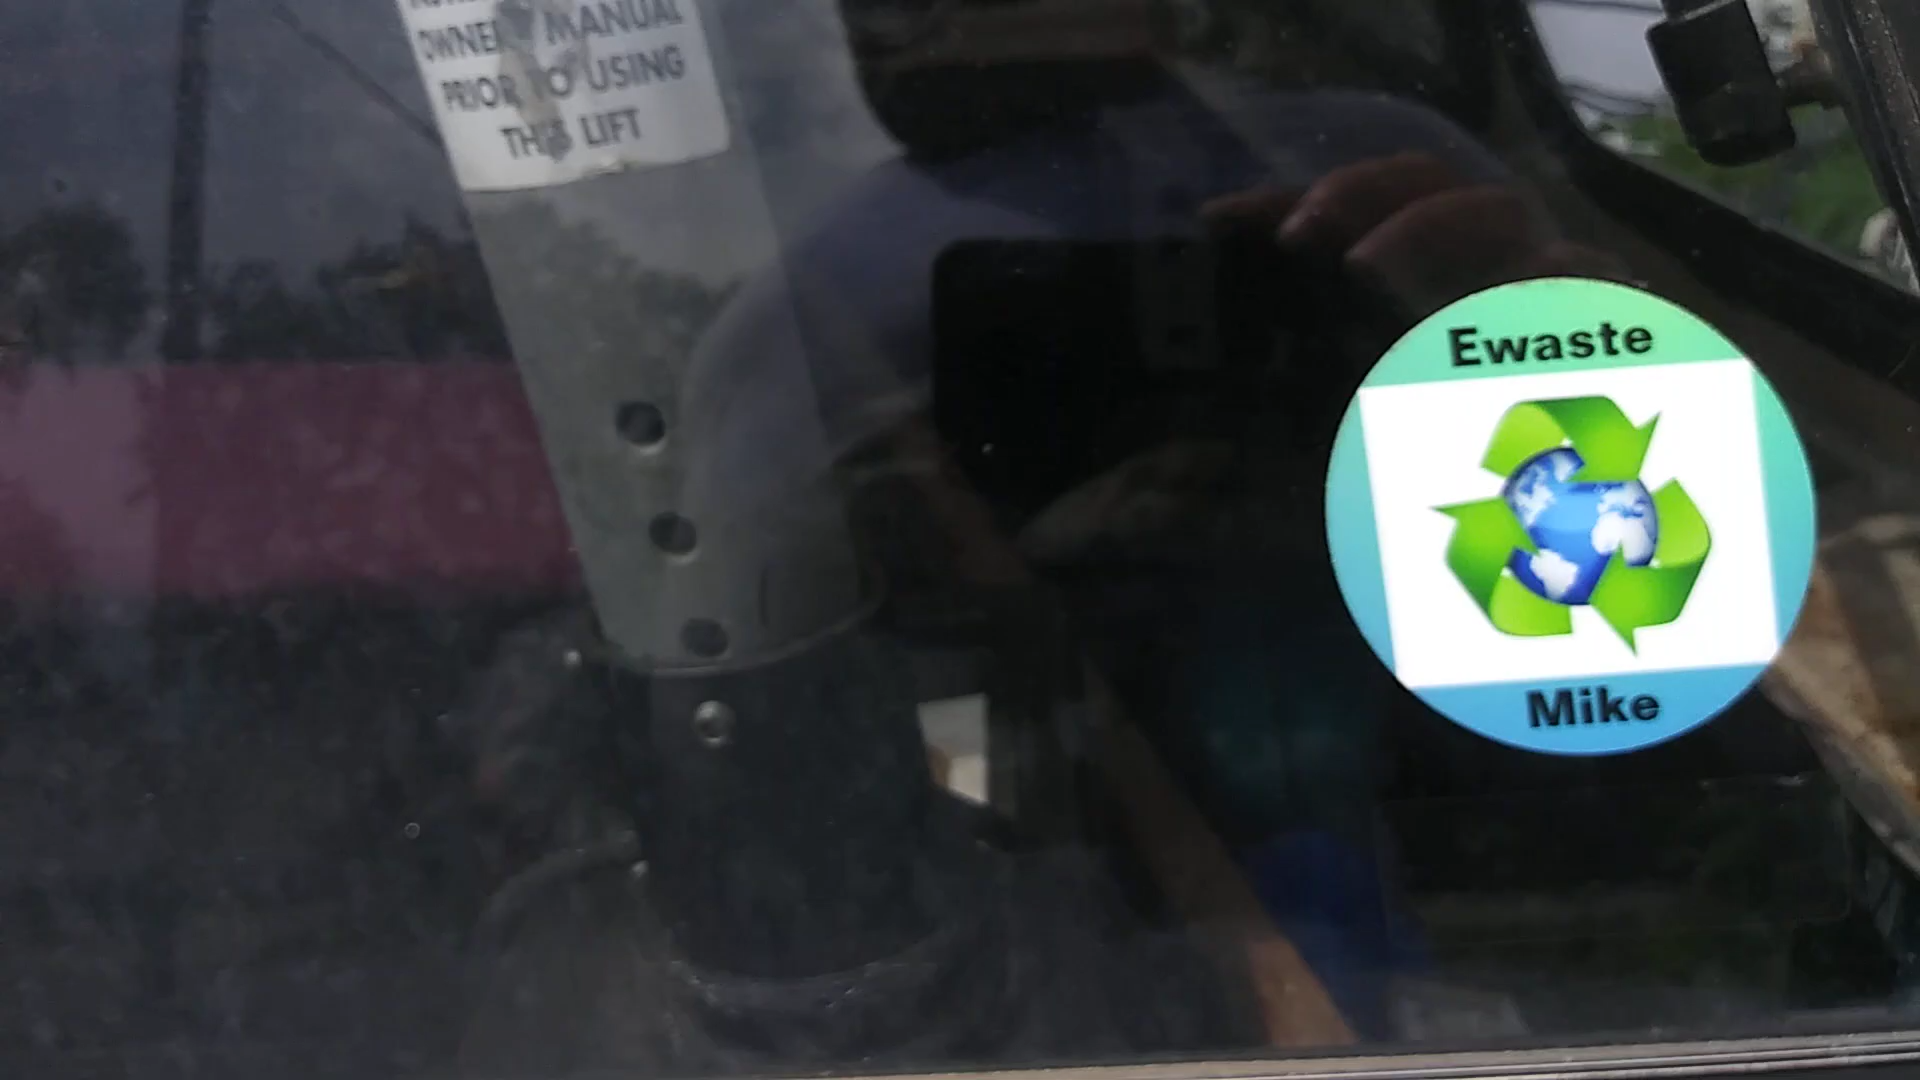 OWNER MANUAL
PRIOR TO USING
THIS LIFT
Ewaste
Mike